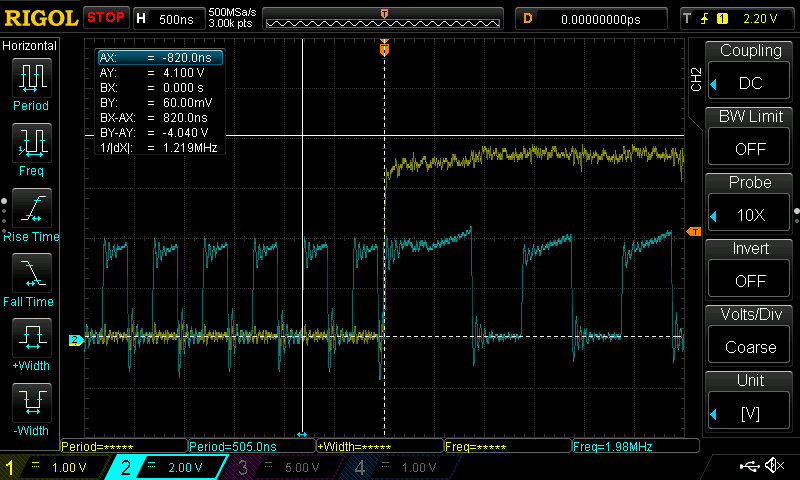 RIGOL STOP H 500ns 500MSa/s 3.00k pts T D 0.00000000ps T 1 2.20 V
Horizontal
Period
Freq
Rise Time
Fall Time
+Width
-Width
AX: = -820.0ns
AY: = 4.100 V
BX: = 0.000 s
BY: = 60.00mV
BX-AX: = 820.0ns
BY-AY: = -4.040 V
1/|dX|: = 1.219MHz
T
T
2
CH2
Coupling
DC
BW Limit
OFF
Probe
10X
Invert
OFF
Volts/Div
Coarse
Unit
[V]
Period=***** Period=505.0ns +Width=***** Freq=***** Freq=1.98MHz
1 1.00 V 2 2.00 V 3 5.00 V 4 1.00 V